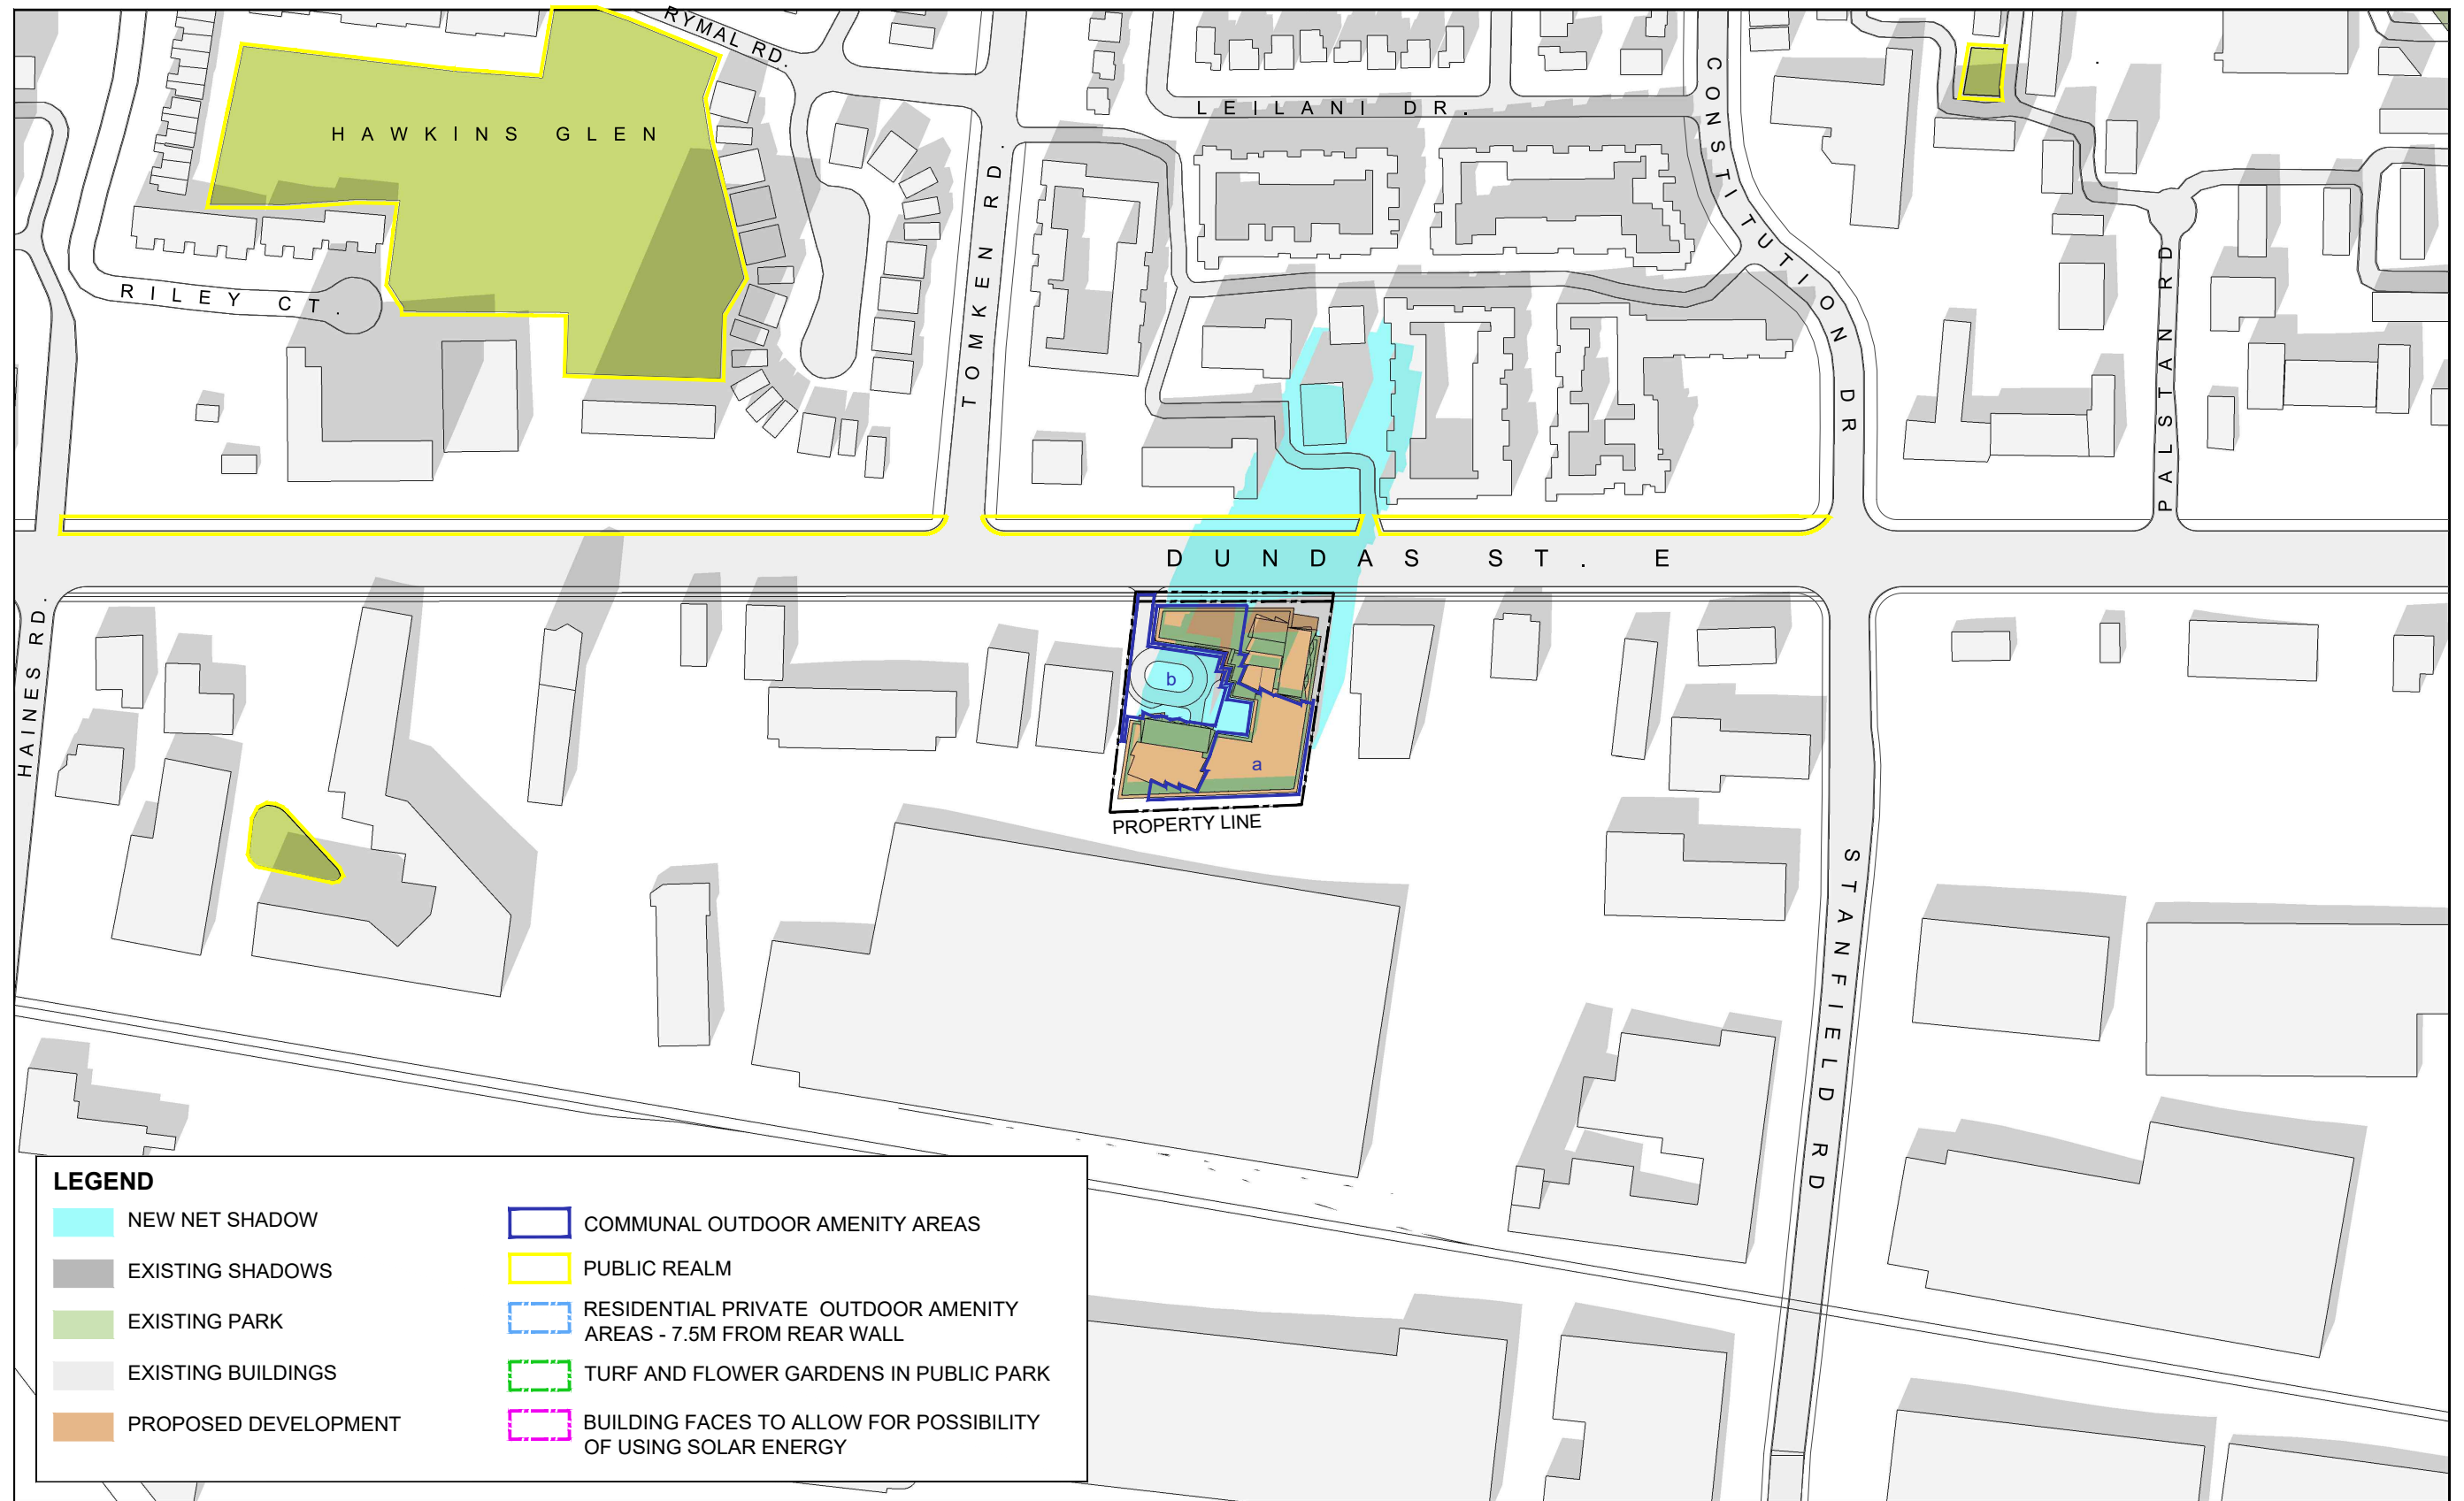 RYMAL RD.
HAWKINS GLEN
LEILANI DR.
CONSTITUTION DR
TOMKEN RD.
RILEY CT.
PALSTAN RD
DUNDAS ST. E
HAINES RD.
b
a
PROPERTY LINE
STANFIELD RD
LEGEND
NEW NET SHADOW
EXISTING SHADOWS
EXISTING PARK
EXISTING BUILDINGS
PROPOSED DEVELOPMENT
COMMUNAL OUTDOOR AMENITY AREAS
PUBLIC REALM
RESIDENTIAL PRIVATE OUTDOOR AMENITY
AREAS - 7.5M FROM REAR WALL
TURF AND FLOWER GARDENS IN PUBLIC PARK
BUILDING FACES TO ALLOW FOR POSSIBILITY
OF USING SOLAR ENERGY